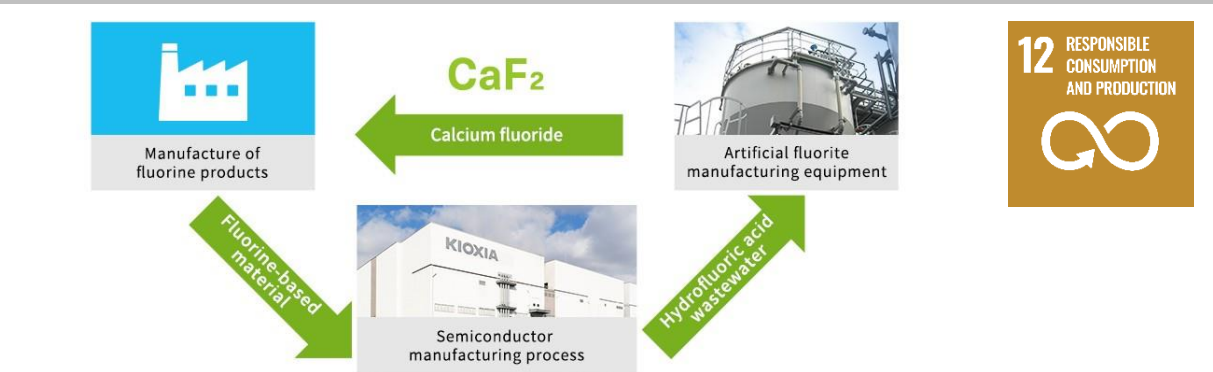 CaF2
Calcium fluoride
Manufacture of
fluorine products
Artificial fluorite
manufacturing equipment
Fluorine-based
material
KIOXIA
Semiconductor
manufacturing process
Hydrofluoric acid
wastewater
12 RESPONSIBLE
CONSUMPTION
AND PRODUCTION